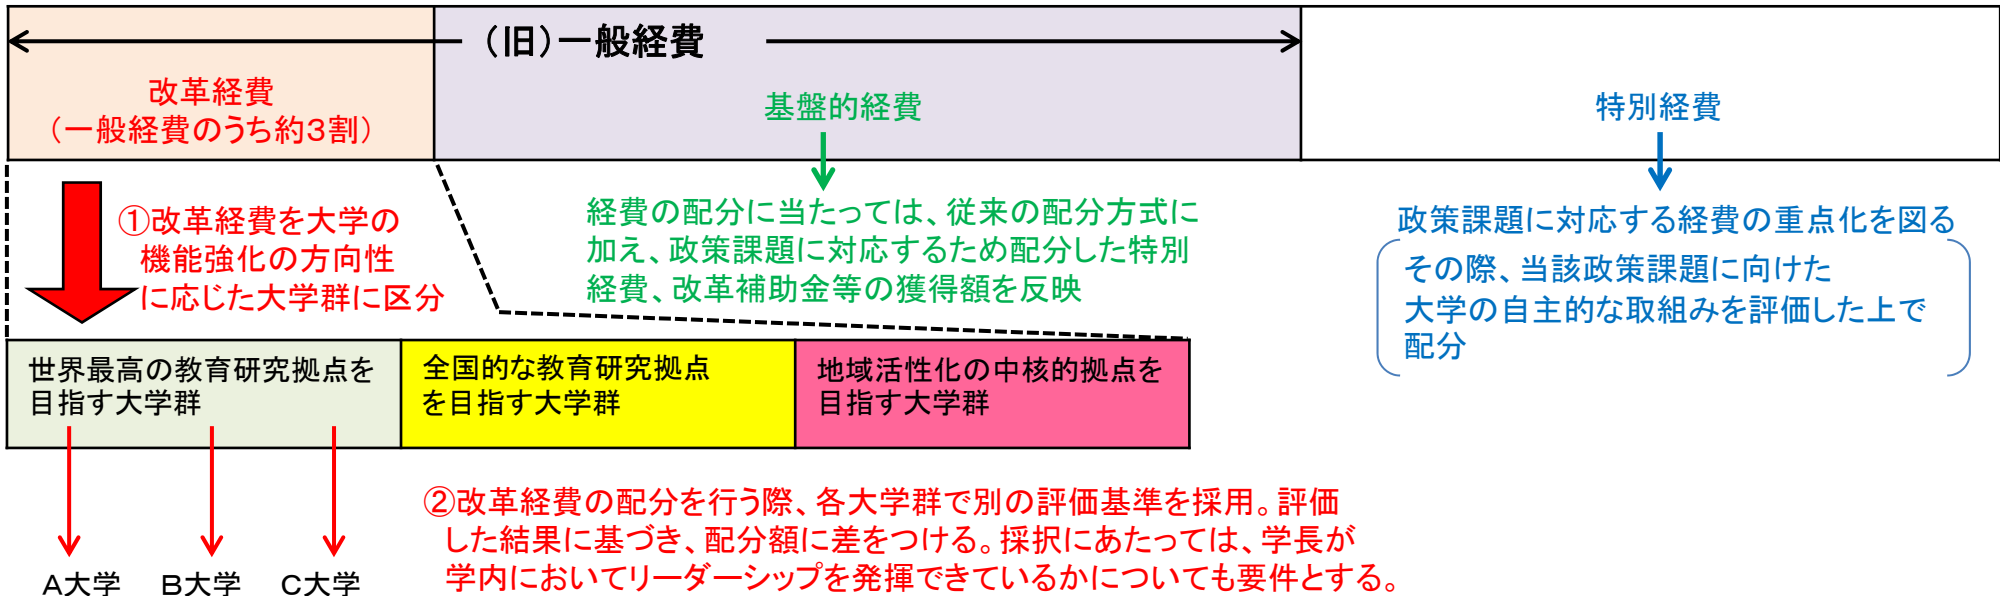 （旧）一般経費
改革経費
（一般経費のうち約３割）
基盤的経費
特別経費
①改革経費を大学の
機能強化の方向性
に応じた大学群に区分
経費の配分に当たっては、従来の配分方式に
加え、政策課題に対応するため配分した特別
経費、改革補助金等の獲得額を反映
政策課題に対応する経費の重点化を図る
その際、当該政策課題に向けた
大学の自主的な取組みを評価した上で
配分
世界最高の教育研究拠点を
目指す大学群
全国的な教育研究拠点
を目指す大学群
地域活性化の中核的拠点を
目指す大学群
②改革経費の配分を行う際、各大学群で別の評価基準を採用。評価
した結果に基づき、配分額に差をつける。採択にあたっては、学長が
学内においてリーダーシップを発揮できているかについても要件とする。
A大学 B大学 C大学